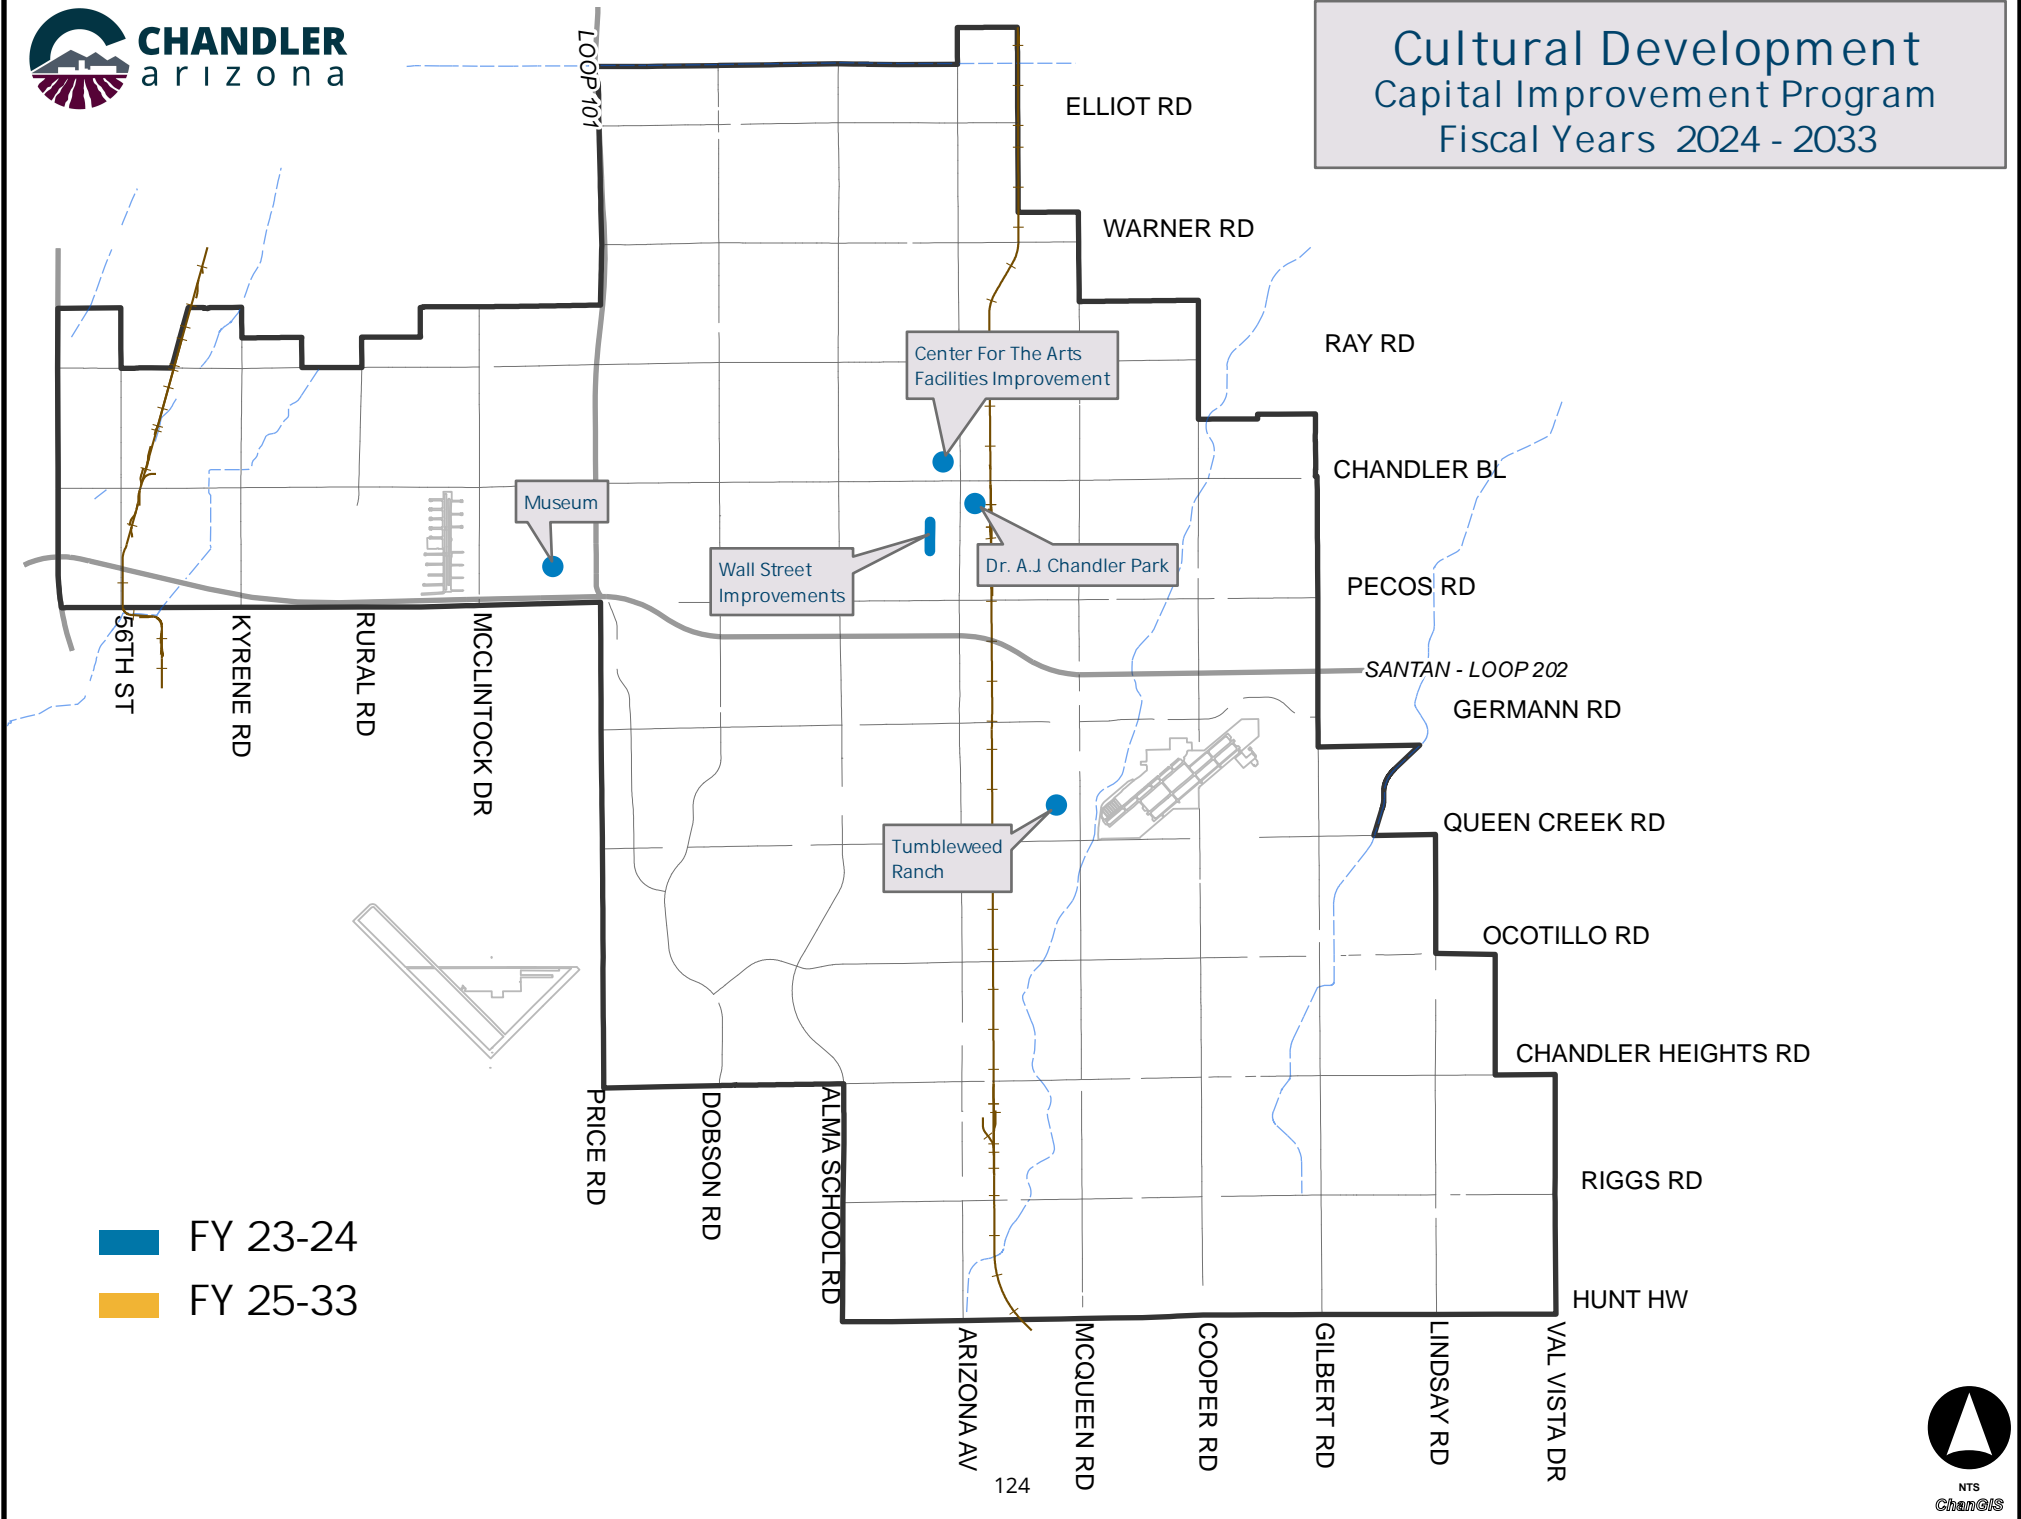 CHANDLER
arizona
Cultural Development
Capital Improvement Program
Fiscal Years 2024 - 2033
LOOP 101
ELLIOT RD
WARNER RD
RAY RD
Center For The Arts
Facilities Improvement
CHANDLER BL
Museum
Wall Street
Improvements
Dr. A.J. Chandler Park
PECOS RD
SANTAN - LOOP 202
GERMANN RD
56TH ST
KYRENE RD
RURAL RD
MCCLINTOCK DR
Tumbleweed
Ranch
QUEEN CREEK RD
OCOTILLO RD
CHANDLER HEIGHTS RD
PRICE RD
DOBSON RD
ALMA SCHOOL RD
RIGGS RD
HUNT HW
FY 23-24
FY 25-33
ARIZONA AV
MCQUEEN RD
COOPER RD
GILBERT RD
LINDSAY RD
VAL VISTA DR
124
NTS
ChanGIS